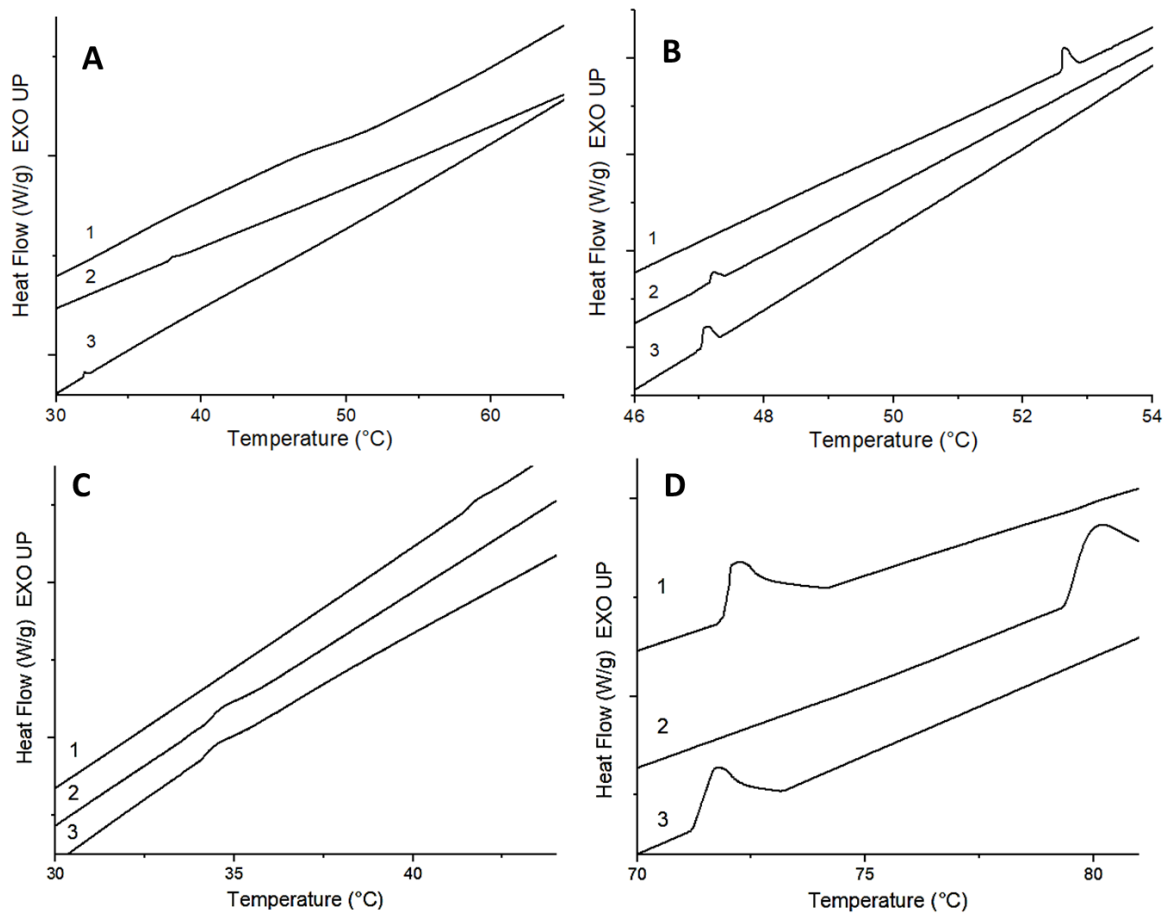 A
Heat Flow (W/g) EXO UP
1
2
3
30 40 50 60
Temperature (°C)
B
Heat Flow (W/g) EXO UP
1
2
3
46 48 50 52 54
Temperature (°C)
C
Heat Flow (W/g) EXO UP
1
2
3
30 35 40
Temperature (°C)
D
Heat Flow (W/g) EXO UP
1
2
3
70 75 80
Temperature (°C)